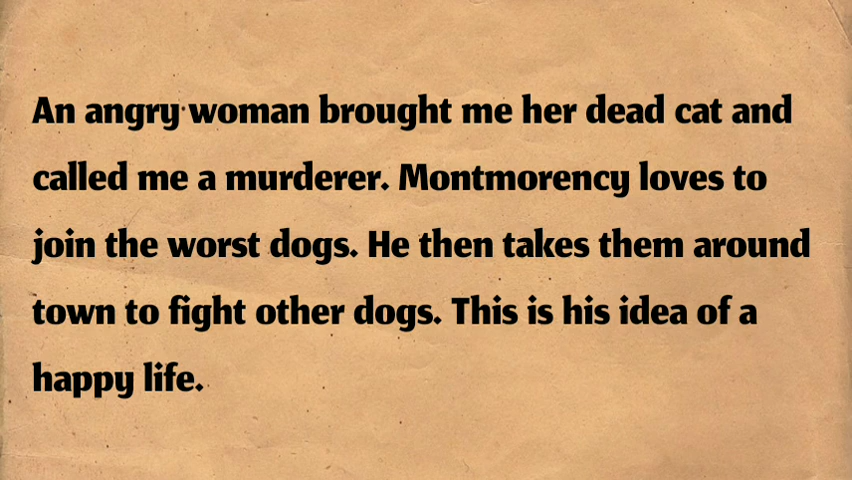 An angry woman brought me her dead cat and
called me a murderer. Montmorency loves to
join the worst dogs. He then takes them around
town to fight other dogs. This is his idea of a
happy life.